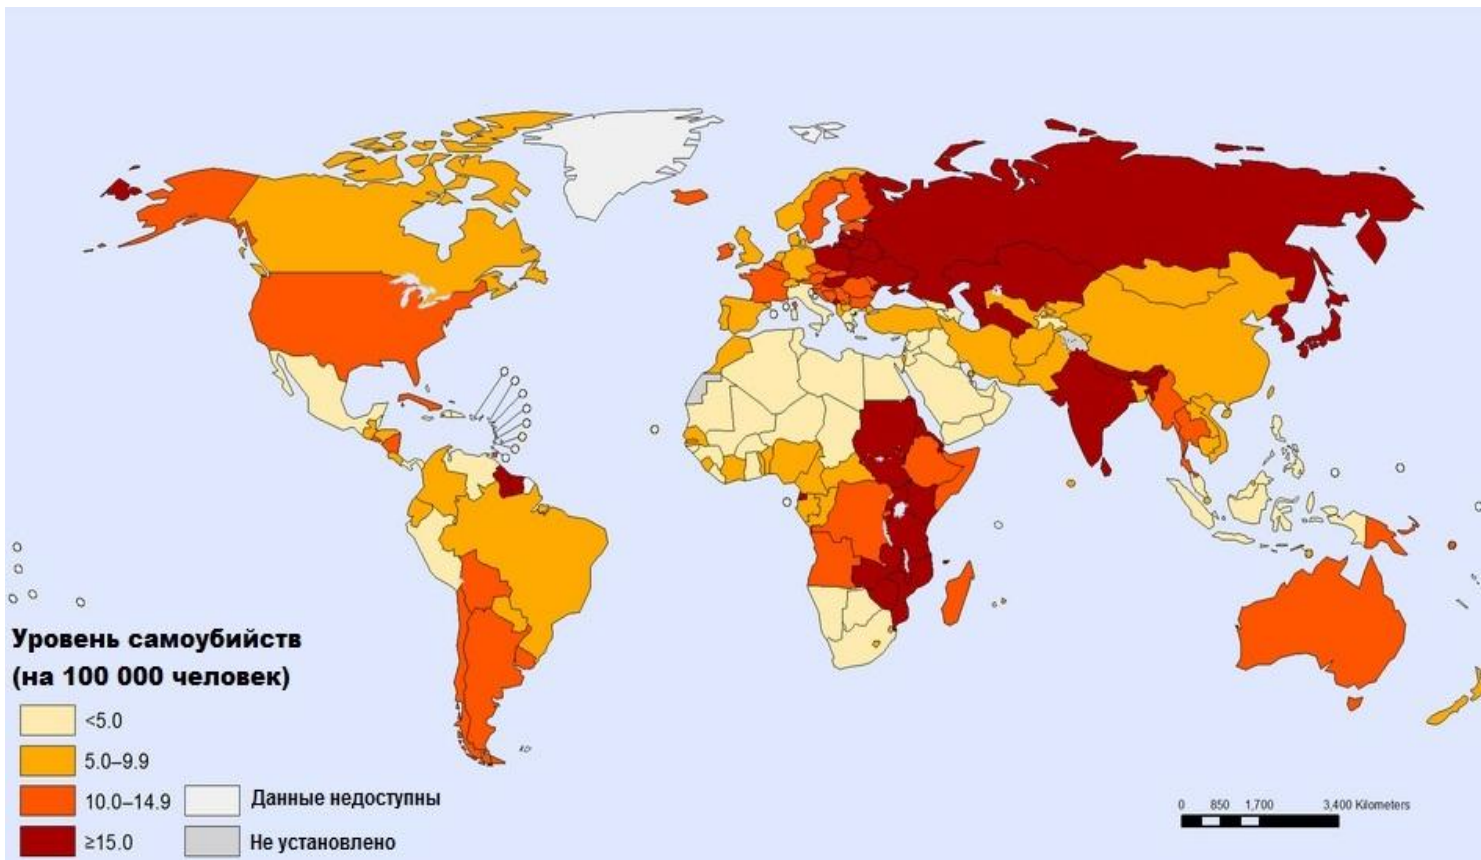 Уровень самоубийств
(на 100 000 человек)
<5.0
5.0–9.9
10.0–14.9
≥15.0
Данные недоступны
Не установлено
0 850 1,700 3,400 Kilometers